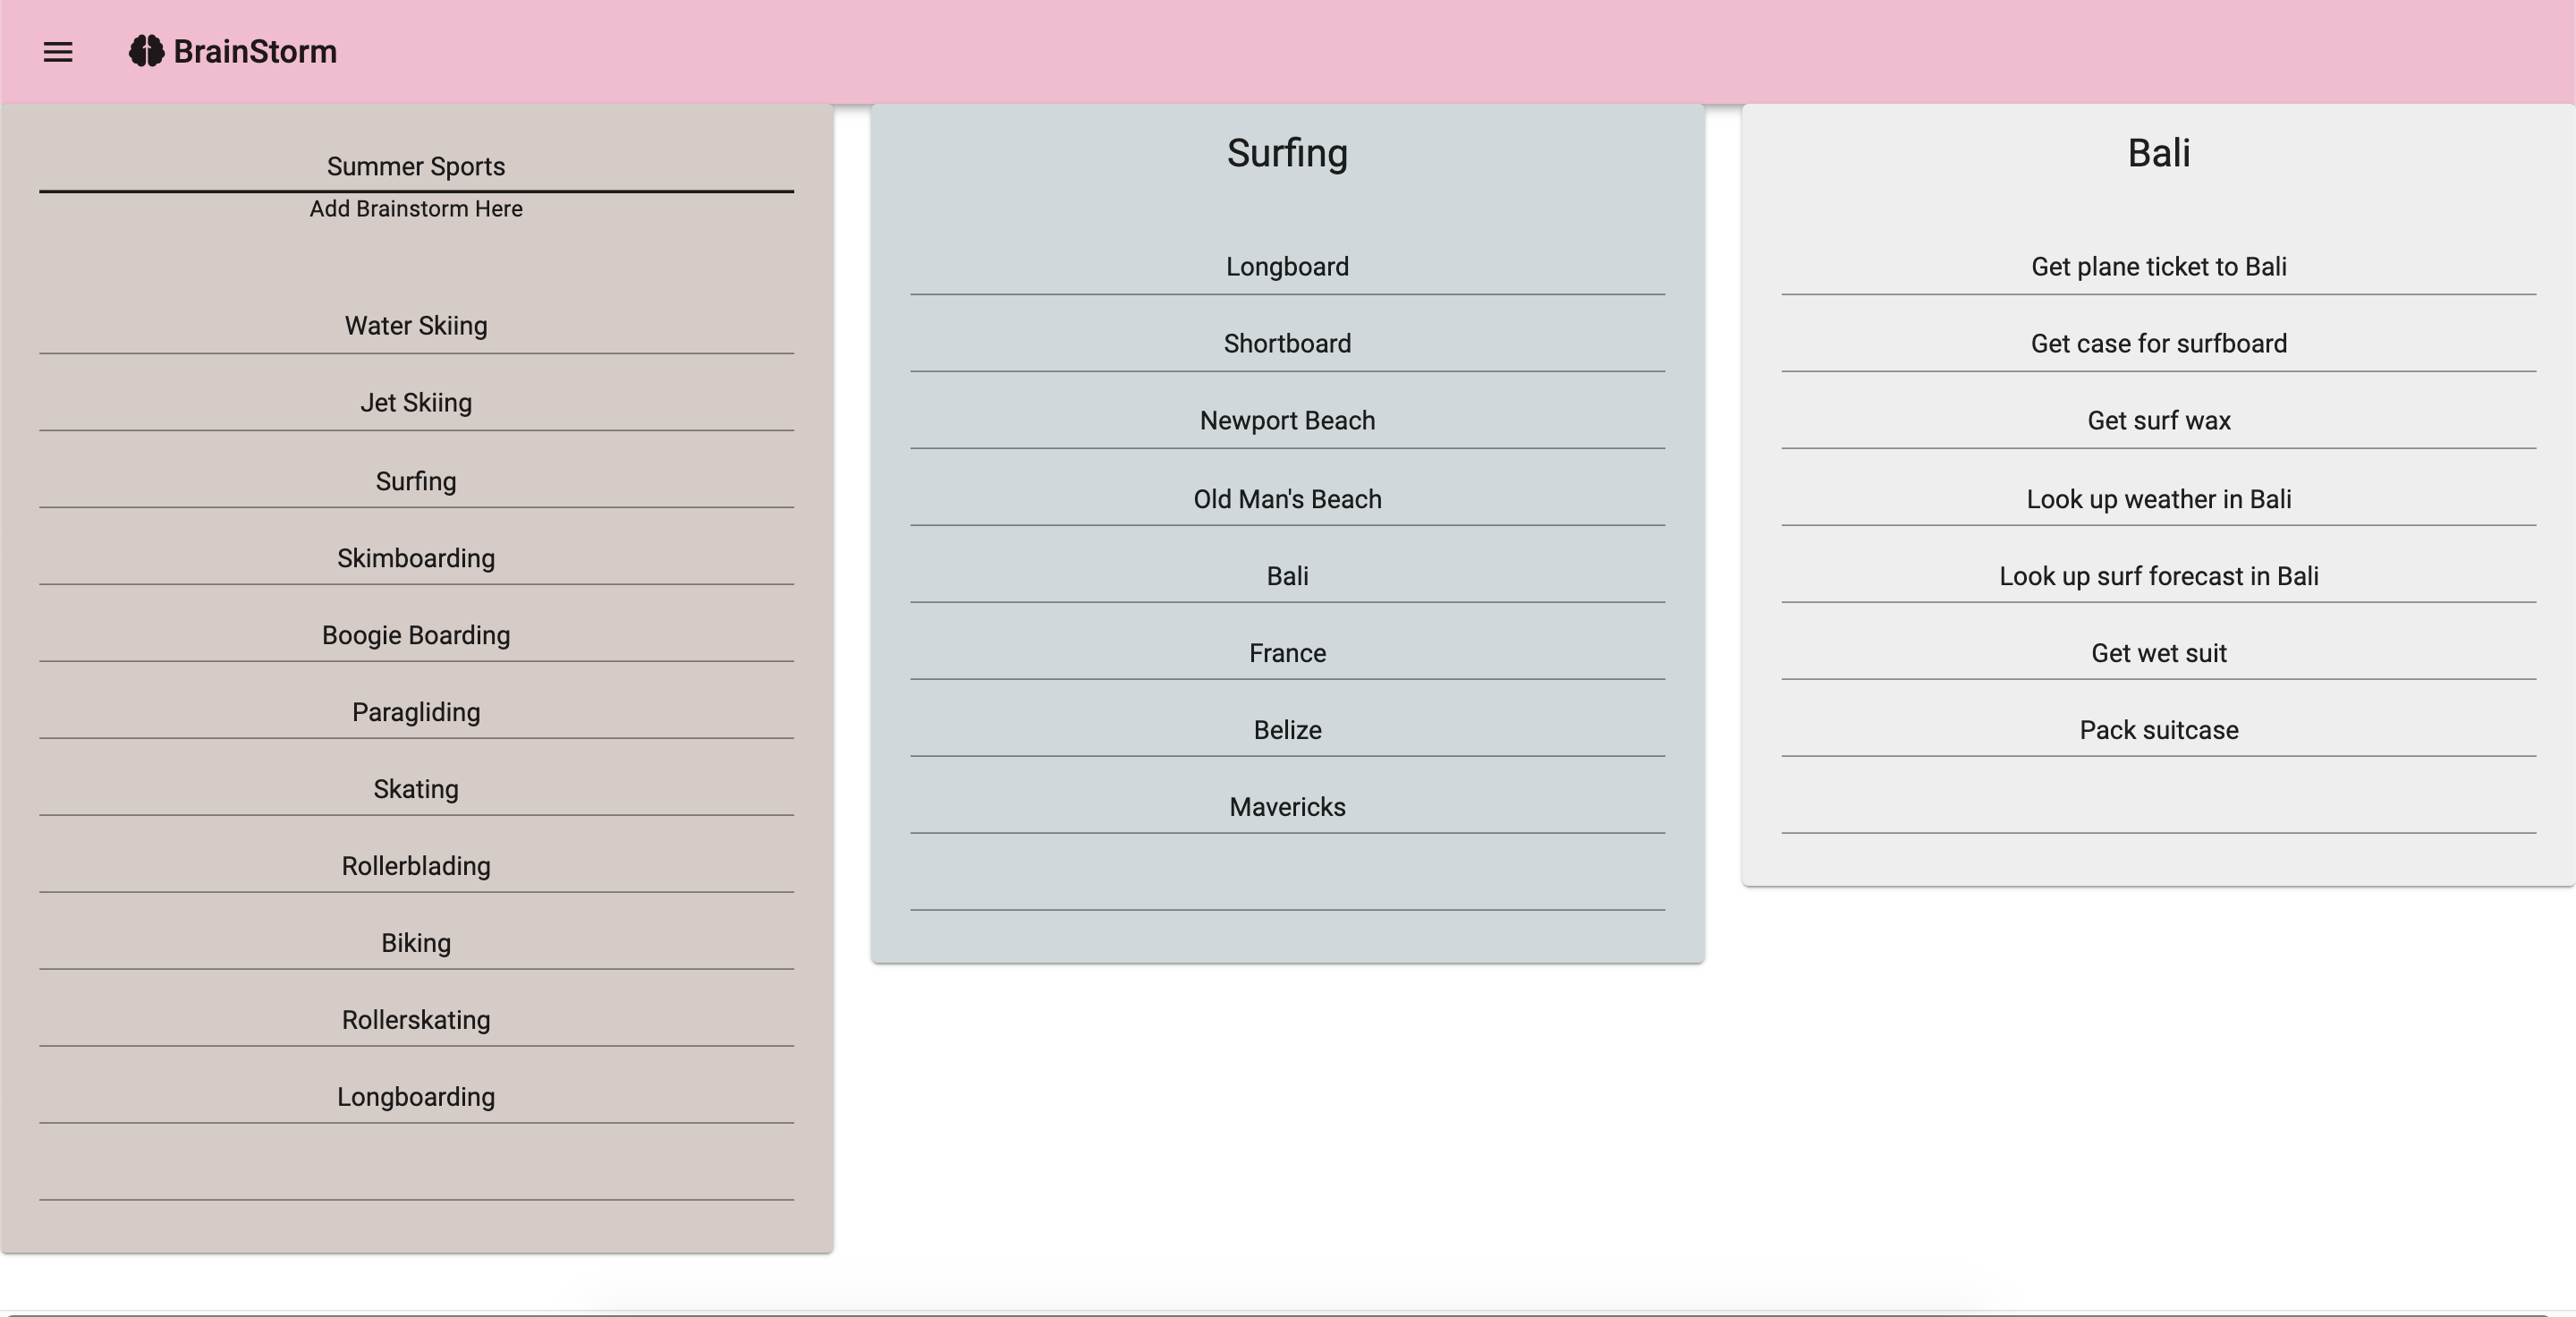 BrainStorm
Summer Sports
Add Brainstorm Here
Water Skiing
Jet Skiing
Surfing
Skimboarding
Boogie Boarding
Paragliding
Skating
Rollerblading
Biking
Rollerskating
Longboarding
Surfing
Longboard
Shortboard
Newport Beach
Old Man's Beach
Bali
France
Belize
Mavericks
Bali
Get plane ticket to Bali
Get case for surfboard
Get surf wax
Look up weather in Bali
Look up surf forecast in Bali
Get wet suit
Pack suitcase